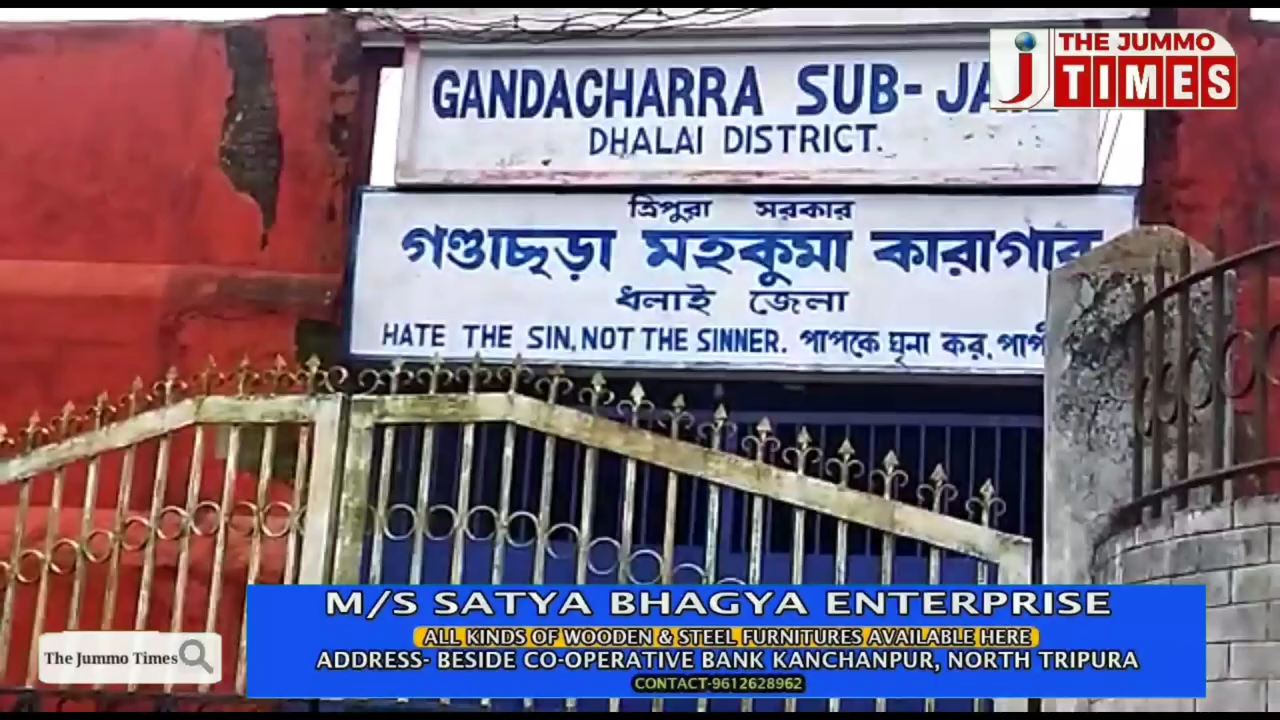 THE JUMMO
TIMES
GANDACHARRA SUB-
DHALAI DISTRICT.
ত্রিপুরা সরকার
গণ্ডাছড়া মহকুমা কারাগার
ধলাই জেলা
HATE THE SIN, NOT THE SINNER. পাপকে ঘৃনা কর,
M/S SATYA BHAGYA ENTERPRISE
ALL KINDS OF WOODEN & STEEL FURNITURES AVAILABLE HERE
ADDRESS- BESIDE CO-OPERATIVE BANK KANCHANPUR, NORTH TRIPURA
CONTACT-9612628962
The Jummo Times